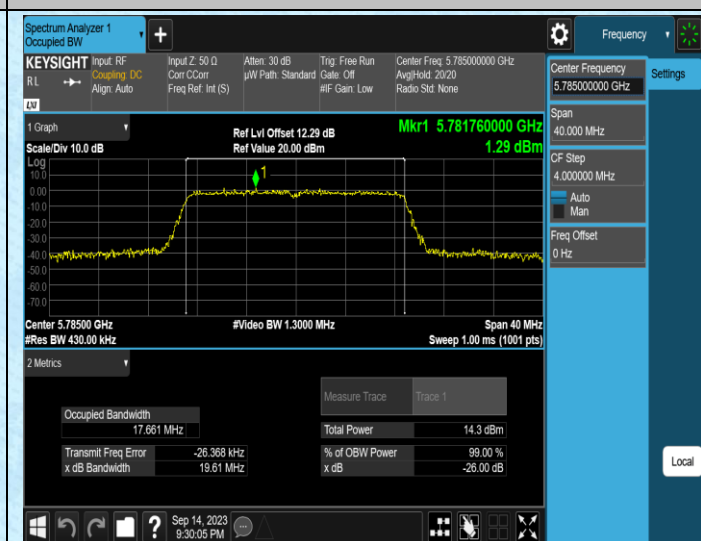 Spectrum Analyzer 1
Occupied BW
+
Frequency
KEYSIGHT
RL
LXI
Input: RF
Coupling: DC
Align: Auto
Input Z: 50 Ω
Corr CCorr
Freq Ref: Int (S)
Atten: 30 dB
µW Path: Standard
Trig: Free Run
Gate: Off
#IF Gain: Low
Center Freq: 5.785000000 GHz
Avg|Hold: 20/20
Radio Std: None
Center Frequency
5.785000000 GHz
Settings
Span
40.000 MHz
CF Step
4.000000 MHz
Auto
Man
Freq Offset
0 Hz
Local
1 Graph
Scale/Div 10.0 dB
Ref Lvl Offset 12.29 dB
Ref Value 20.00 dBm
Mkr1 5.781760000 GHz
1.29 dBm
Log
10.0
0.00
-10.0
-20.0
-30.0
-40.0
-50.0
-60.0
-70.0
1
Center 5.78500 GHz
#Res BW 430.00 kHz
#Video BW 1.3000 MHz
Span 40 MHz
Sweep 1.00 ms (1001 pts)
2 Metrics
Measure Trace
Trace 1
Occupied Bandwidth
17.661 MHz
Total Power
14.3 dBm
Transmit Freq Error
-26.368 kHz
% of OBW Power
99.00 %
x dB Bandwidth
19.61 MHz
x dB
-26.00 dB
?
Sep 14, 2023
9:30:05 PM